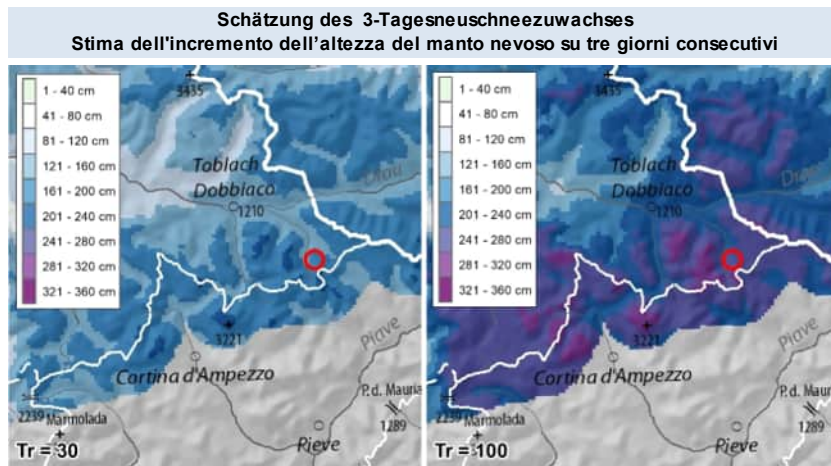 Schätzung des 3-Tagesneuschneezuwachses
Stima dell'incremento dell'altezza del manto nevoso su tre giorni consecutivi
1 - 40 cm
41 - 80 cm
81 - 120 cm
121 - 160 cm
161 - 200 cm
201 - 240 cm
241 - 280 cm
281 - 320 cm
321 - 360 cm
3435
Toblach
Dobbiaco
1210
Drau
3221
Cortina d'Ampezzo
Piave
P.d. Mauria
1289
2239
Marmolada
Pieve
Tr = 30
1 - 40 cm
41 - 80 cm
81 - 120 cm
121 - 160 cm
161 - 200 cm
201 - 240 cm
241 - 280 cm
281 - 320 cm
321 - 360 cm
3435
Toblach
Dobbiaco
1210
Drau
3221
Cortina d'Ampezzo
Piave
P.d. Mauria
1289
2239
Marmolada
Pieve
Tr = 100